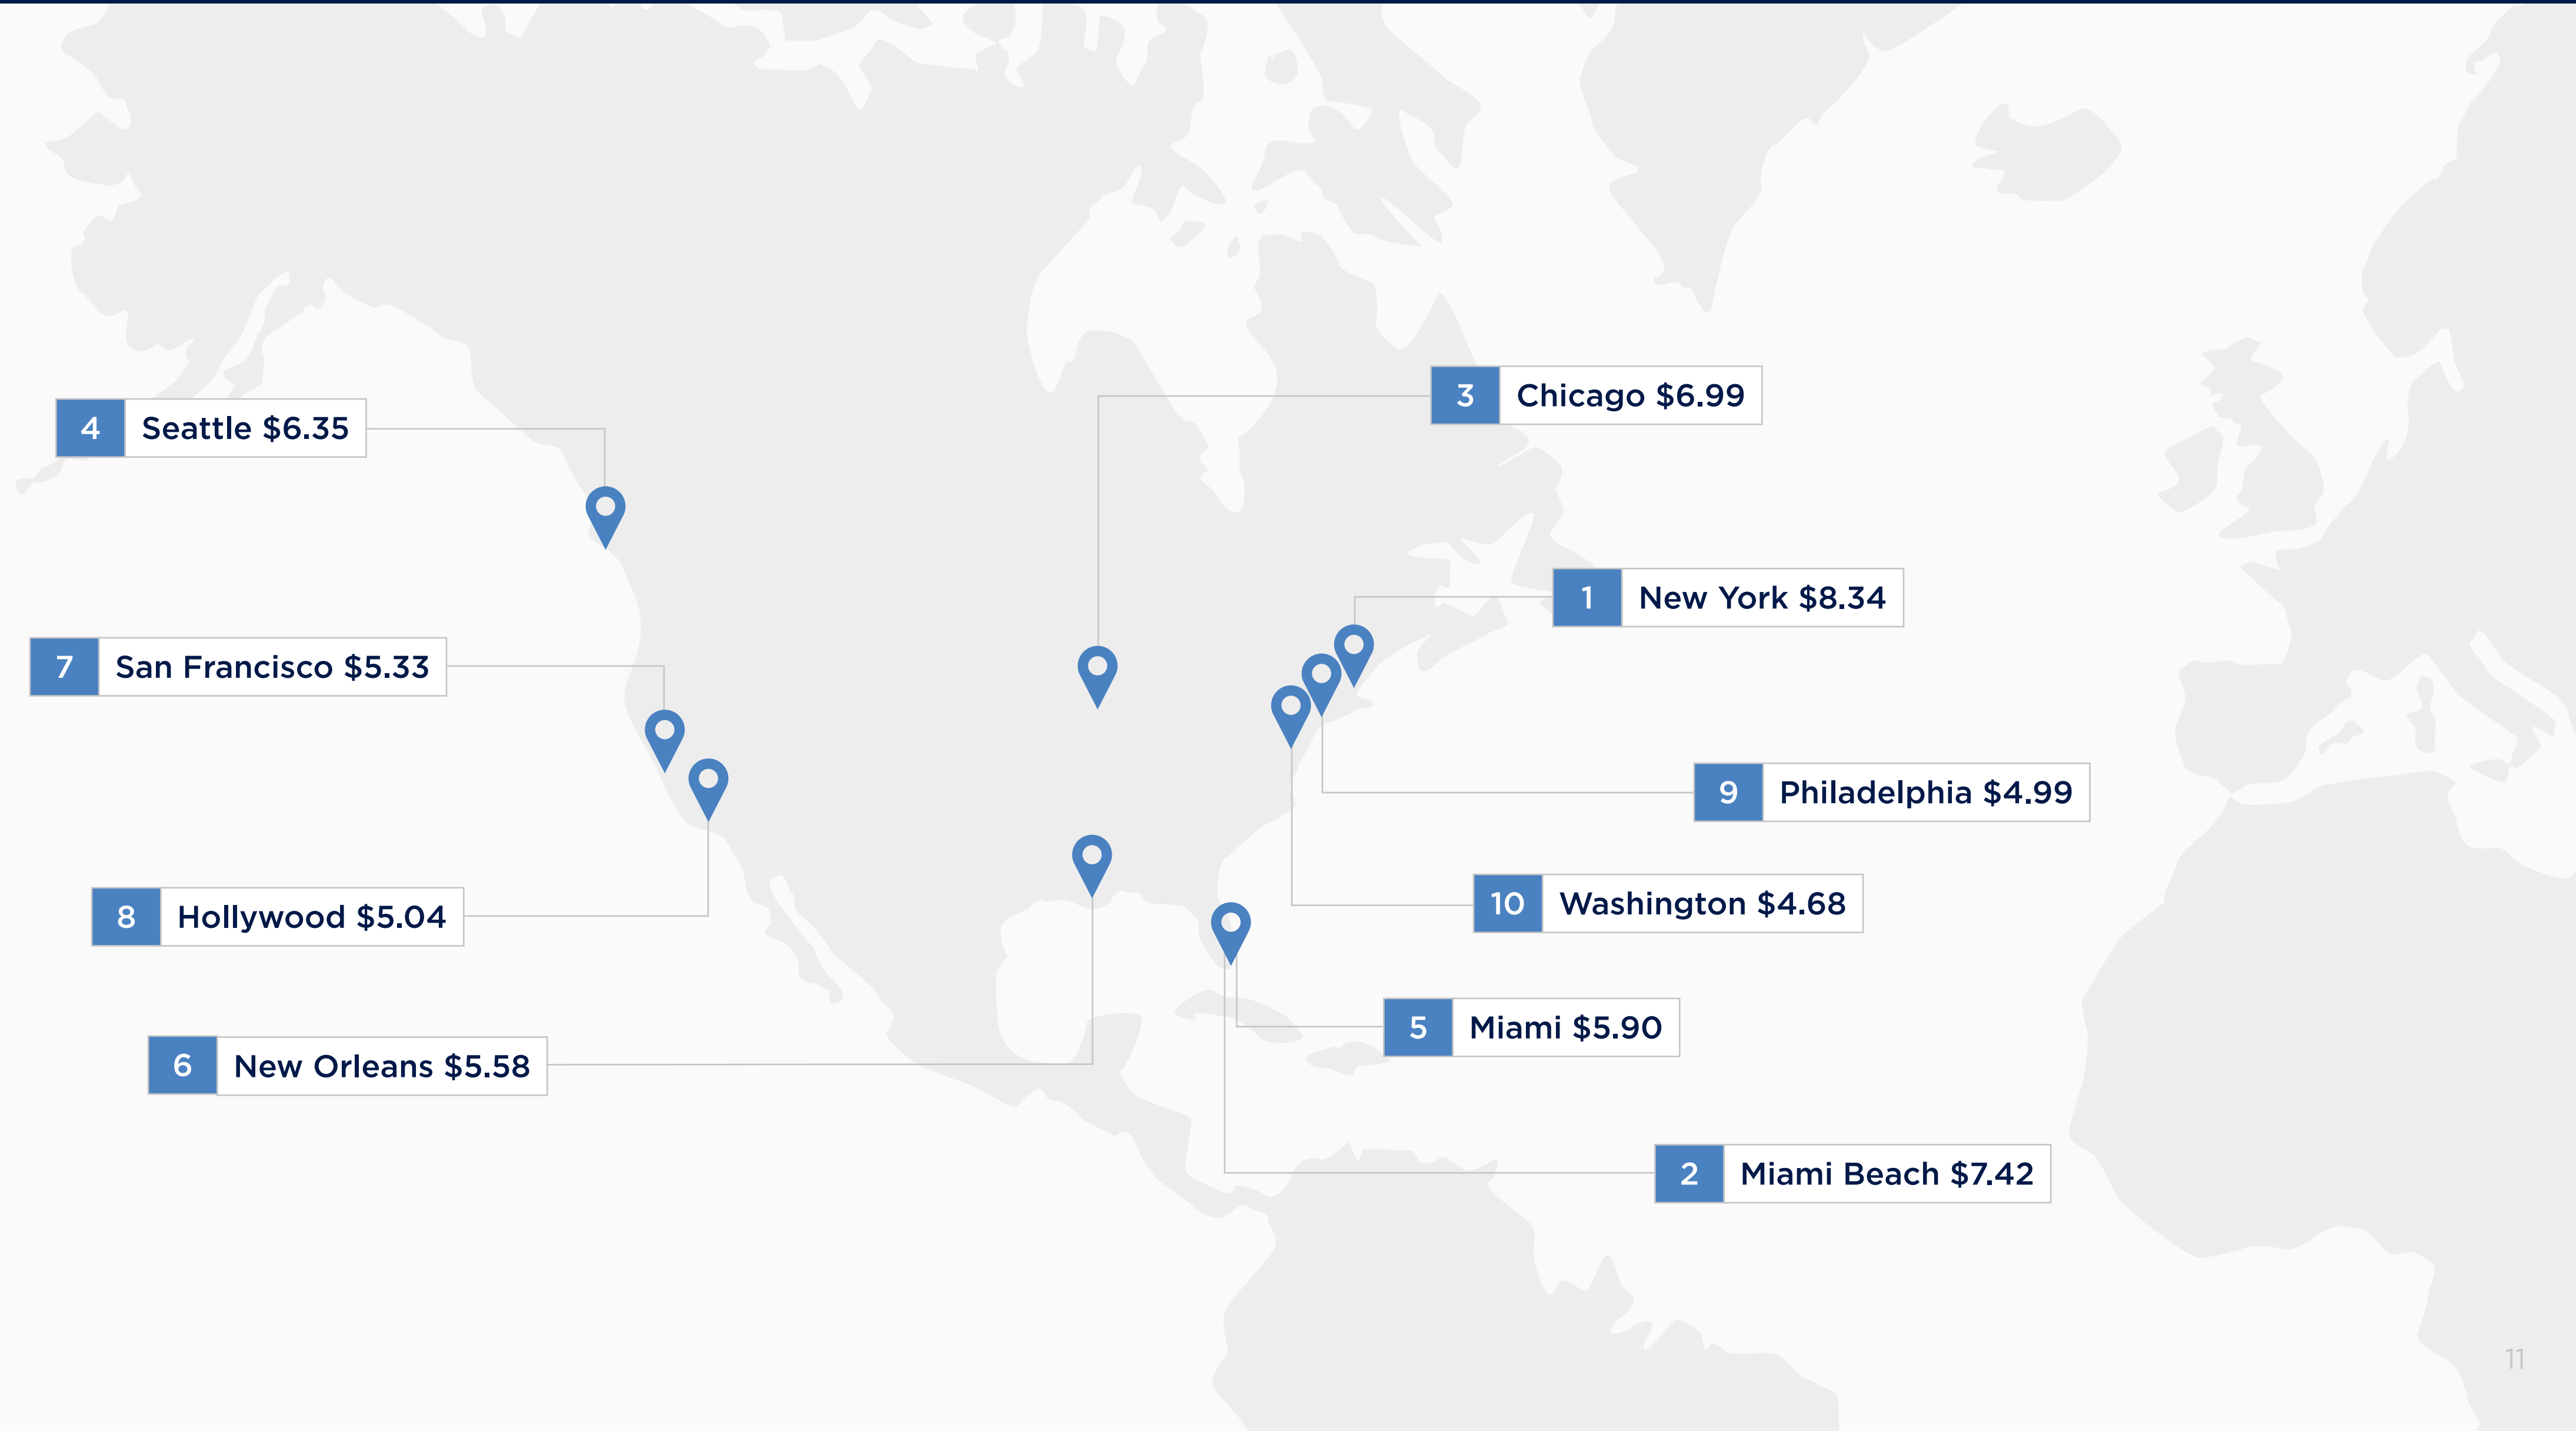 3 Chicago $6.99
4 Seattle $6.35
1 New York $8.34
7 San Francisco $5.33
9 Philadelphia $4.99
10 Washington $4.68
8 Hollywood $5.04
5 Miami $5.90
6 New Orleans $5.58
2 Miami Beach $7.42
11